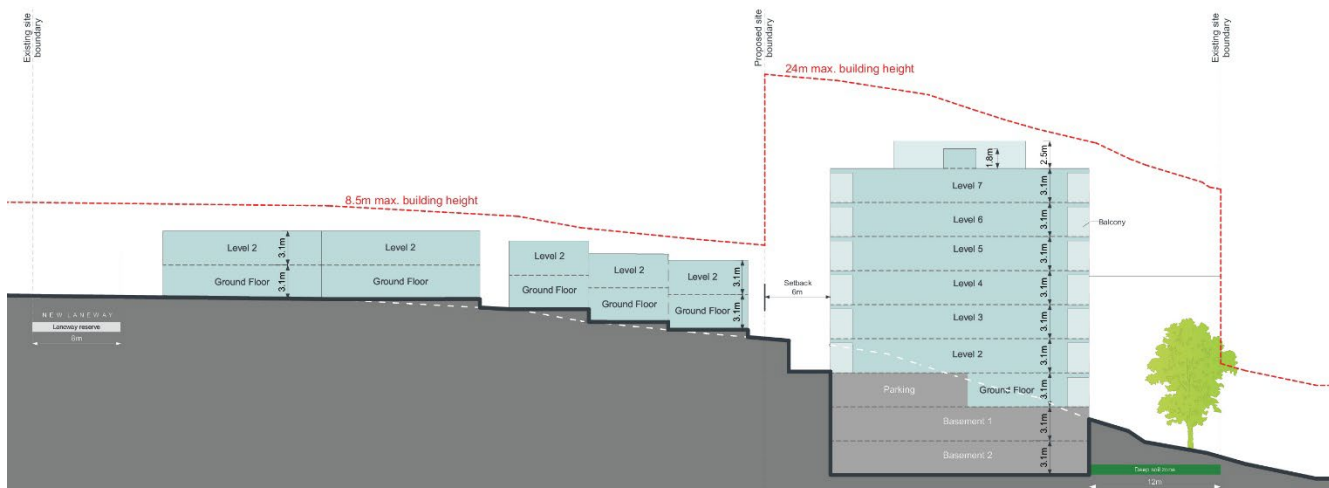 Existing site
boundary
Proposed site
boundary
Existing site
boundary
24m max. building height
8.5m max. building height
1.8m
2.5m
Level 7
3.1m
Level 6
3.1m
Balcony
Level 5
3.1m
Level 4
3.1m
Level 3
3.1m
Level 2
3.1m
Parking
Ground Floor
3.1m
Basement 1
3.1m
Basement 2
3.1m
Setback
6m
Level 2
3.1m
Level 2
Ground Floor
3.1m
Ground Floor
Level 2
Level 2
Level 2
3.1m
Ground Floor
Ground Floor
Ground Floor
3.1m
NEW LANEWAY
Laneway reserve
8m
Deep soil zone
12m